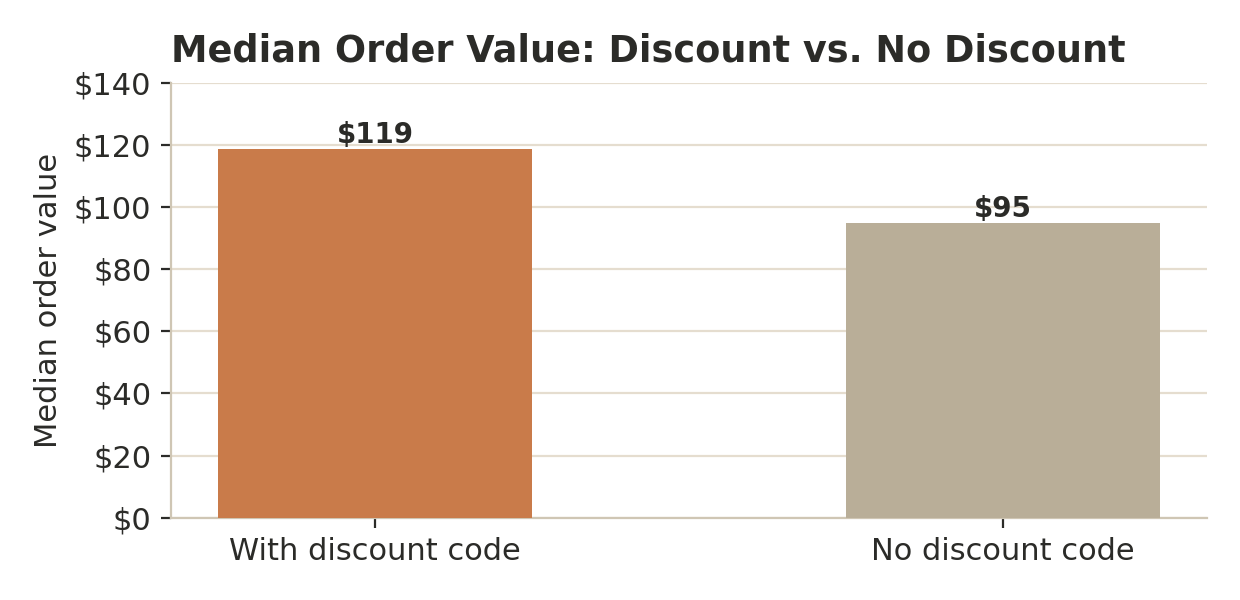 Median Order Value: Discount vs. No Discount
Median order value
$140
$120
$100
$80
$60
$40
$20
$0
$119
$95
With discount code
No discount code